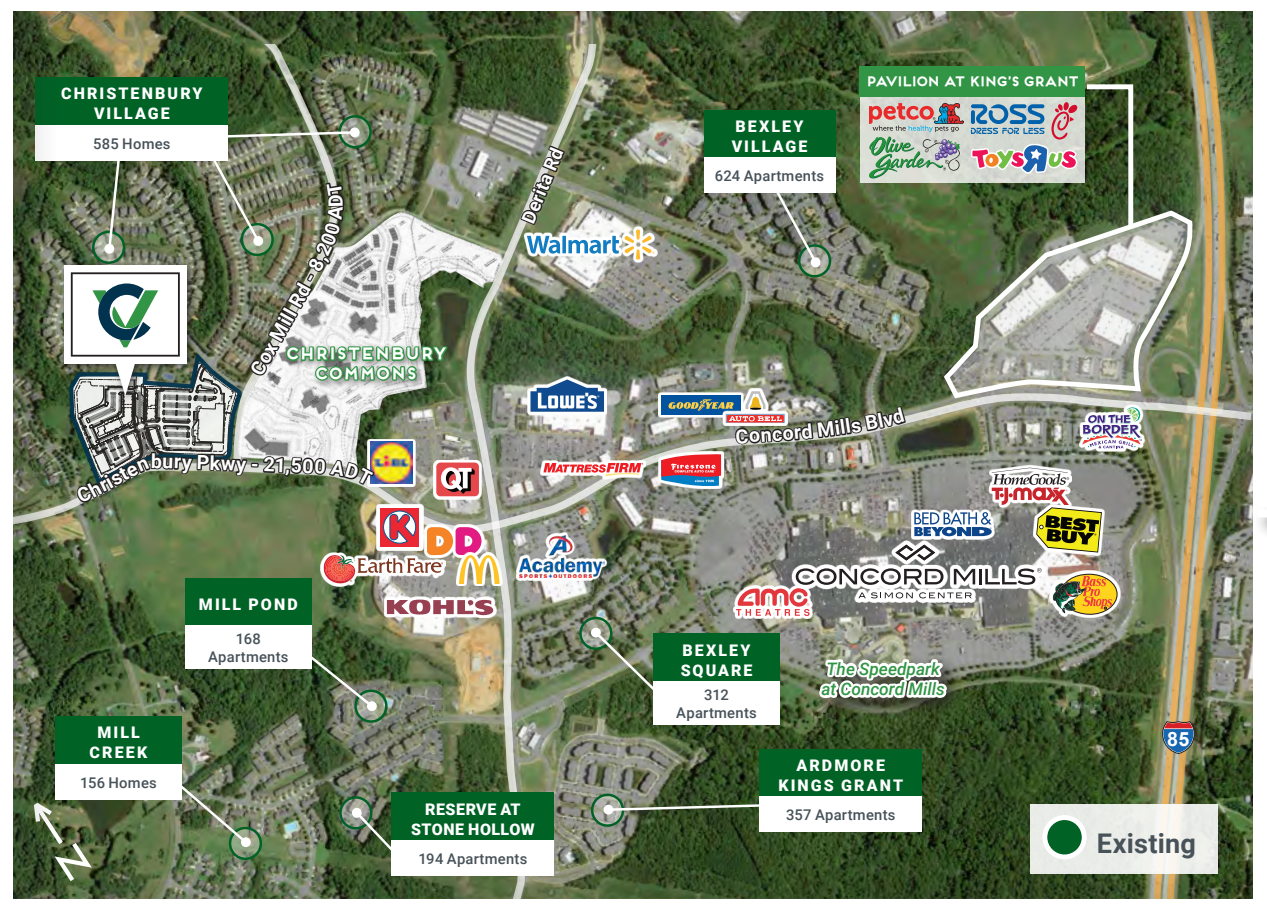 CHRISTENBURY
VILLAGE
585 Homes
PAVILION AT KING'S GRANT
petco
where the healthy pets go
ROSS
DRESS FOR LESS
Olive
Garden
TOYS R US
BEXLEY
VILLAGE
624 Apartments
Derita Rd
Cox Mill Rd - 8,200 ADT
Walmart
CV
CHRISTENBURY
COMMONS
LOWE'S
GOODYEAR
AUTO BELL
Concord Mills Blvd
ON THE
BORDER
MEXICAN GRILL
& CANTINA
Christenbury Pkwy - 21,500 ADT
LIDL
QT
MATTRESSFIRM
Firestone
COMPLETE AUTO CARE
HomeGoods
T.J.maxx
K
DD
Earth Fare
M
KOHL'S
A
Academy
SPORTS+OUTDOORS
BED BATH &
BEYOND
BEST
BUY
CONCORD MILLS®
A SIMON CENTER
amc
THEATRES
Bass
Pro
Shops
The Speedpark
at Concord Mills
MILL POND
168
Apartments
BEXLEY
SQUARE
312
Apartments
MILL
CREEK
156 Homes
RESERVE AT
STONE HOLLOW
194 Apartments
ARDMORE
KINGS GRANT
357 Apartments
85
N
Existing